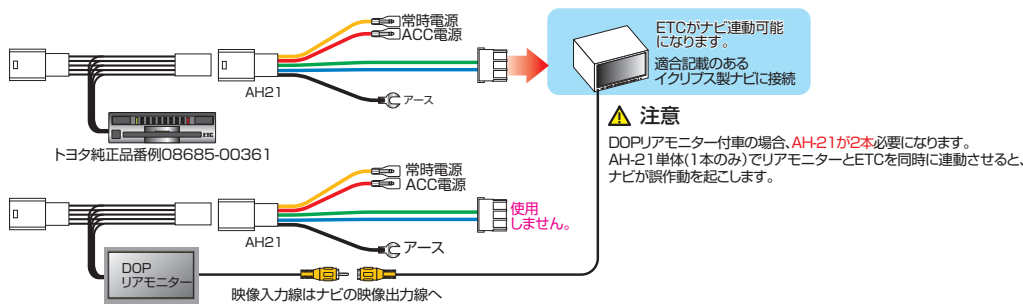 常時電源
ACC電源
AH21
アース
ETC
トヨタ純正品番例08685-00361
ETCがナビ連動可能
になります。
適合記載のある
イクリプス製ナビに接続
注意
DOPリアモニター付車の場合、AH-21が2本必要になります。
AH-21単体(1本のみ)でリアモニターとETCを同時に連動させると、
ナビが誤作動を起こします。
常時電源
ACC電源
AH21
使用
しません。
アース
DOP
リアモニター
映像入力線はナビの映像出力線へ